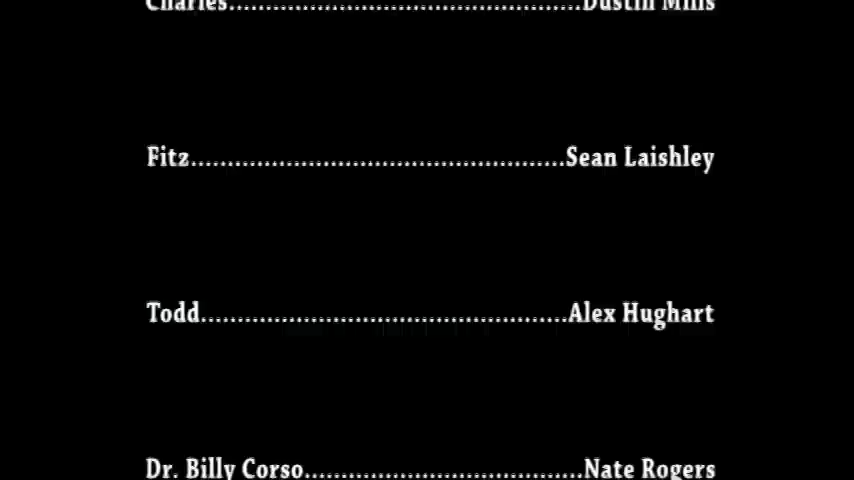 Charles................................................Dustin Mills
Fitz...................................................Sean Laishley
Todd..................................................Alex Hughart
Dr. Billy Corso......................................Nate Rogers